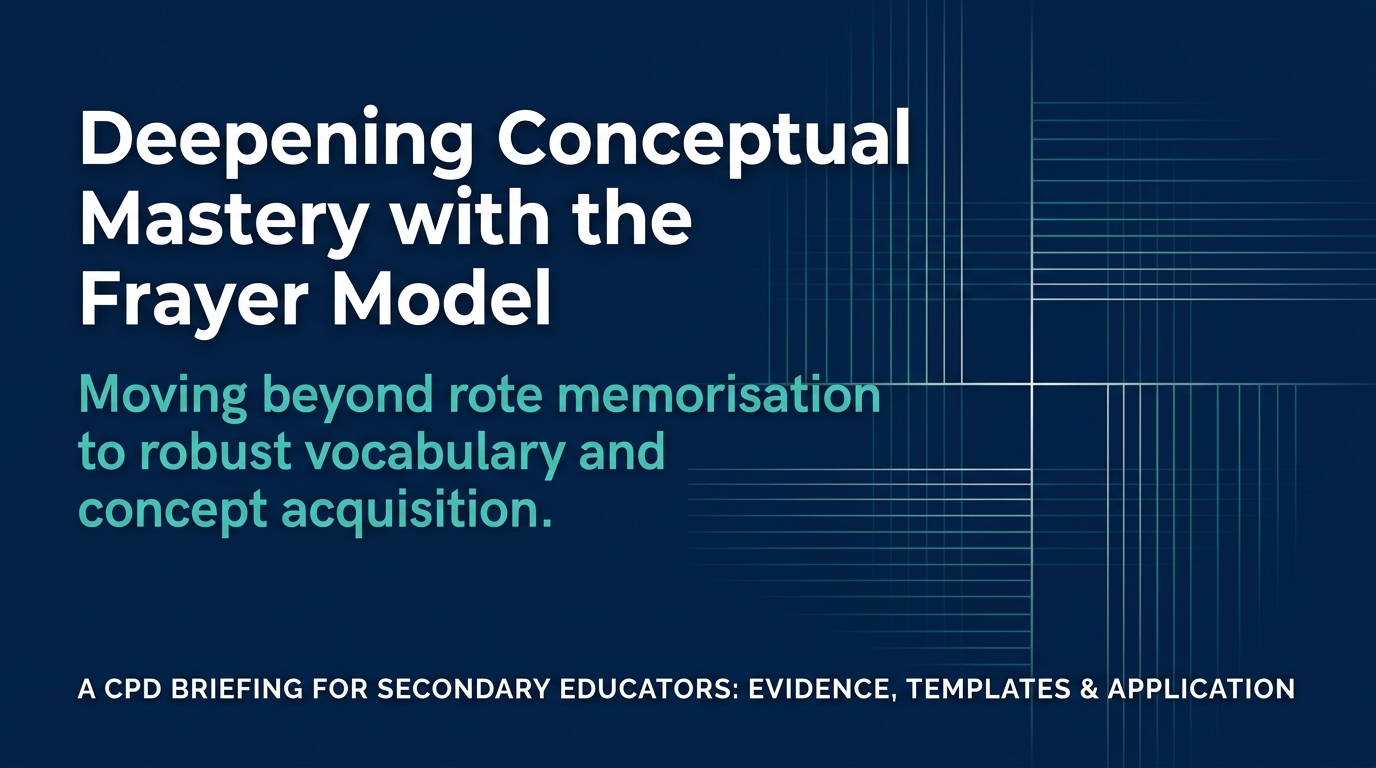 Deepening Conceptual
Mastery with the
Frayer Model
Moving beyond rote memorisation
to robust vocabulary and
concept acquisition.
A CPD BRIEFING FOR SECONDARY EDUCATORS: EVIDENCE, TEMPLATES & APPLICATION